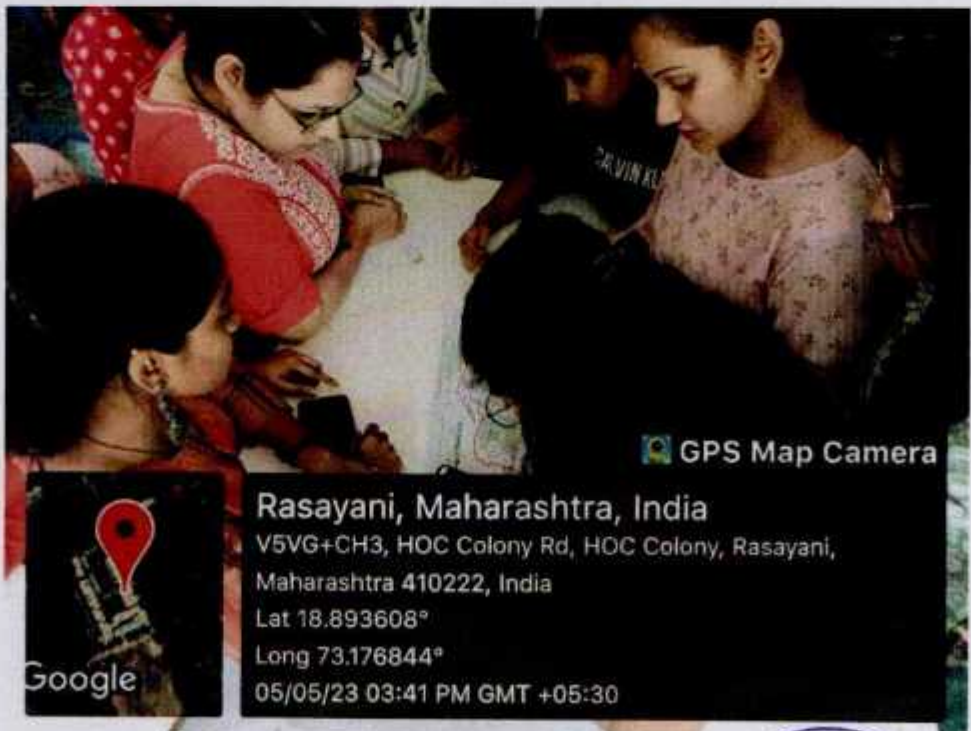 CALVIN KL
GPS Map Camera
Rasayani, Maharashtra, India
V5VG+CH3, HOC Colony Rd, HOC Colony, Rasayani,
Maharashtra 410222, India
Lat 18.893608°
Long 73.176844°
05/05/23 03:41 PM GMT +05:30
Google